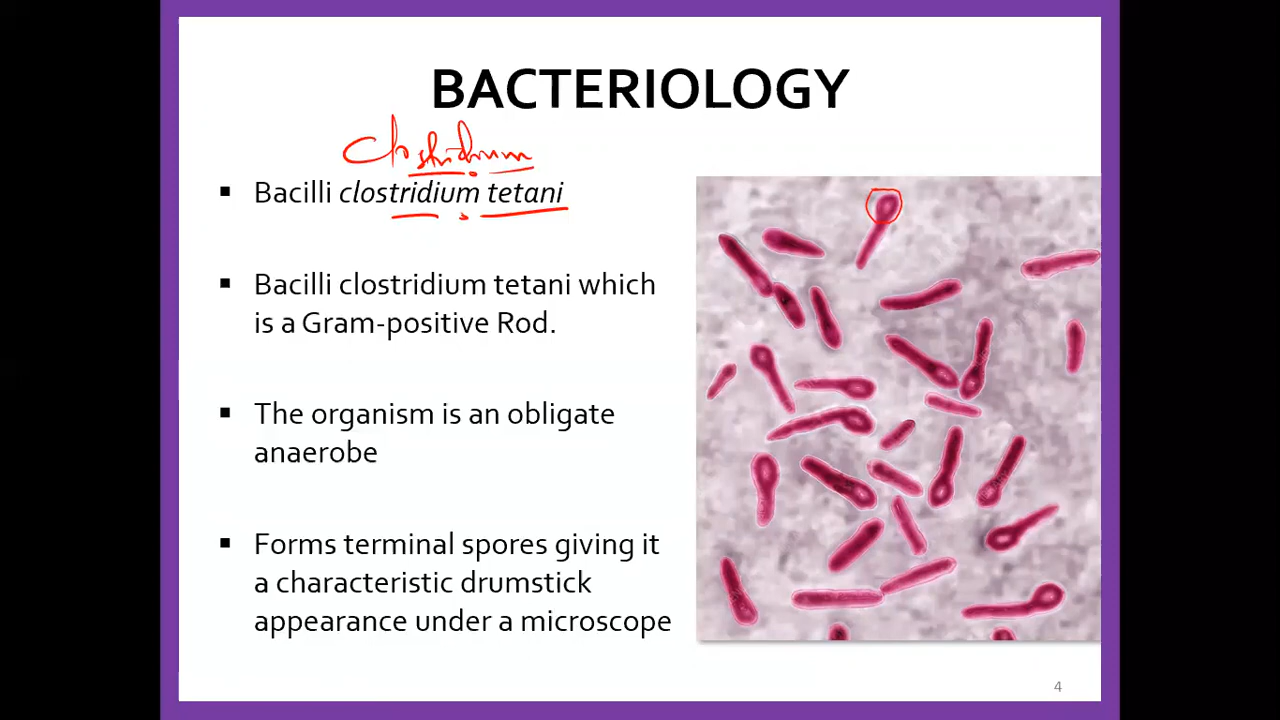 BACTERIOLOGY
Clostridium
▪ Bacilli clostridium tetani
▪ Bacilli clostridium tetani which
is a Gram-positive Rod.
▪ The organism is an obligate
anaerobe
▪ Forms terminal spores giving it
a characteristic drumstick
appearance under a microscope
4